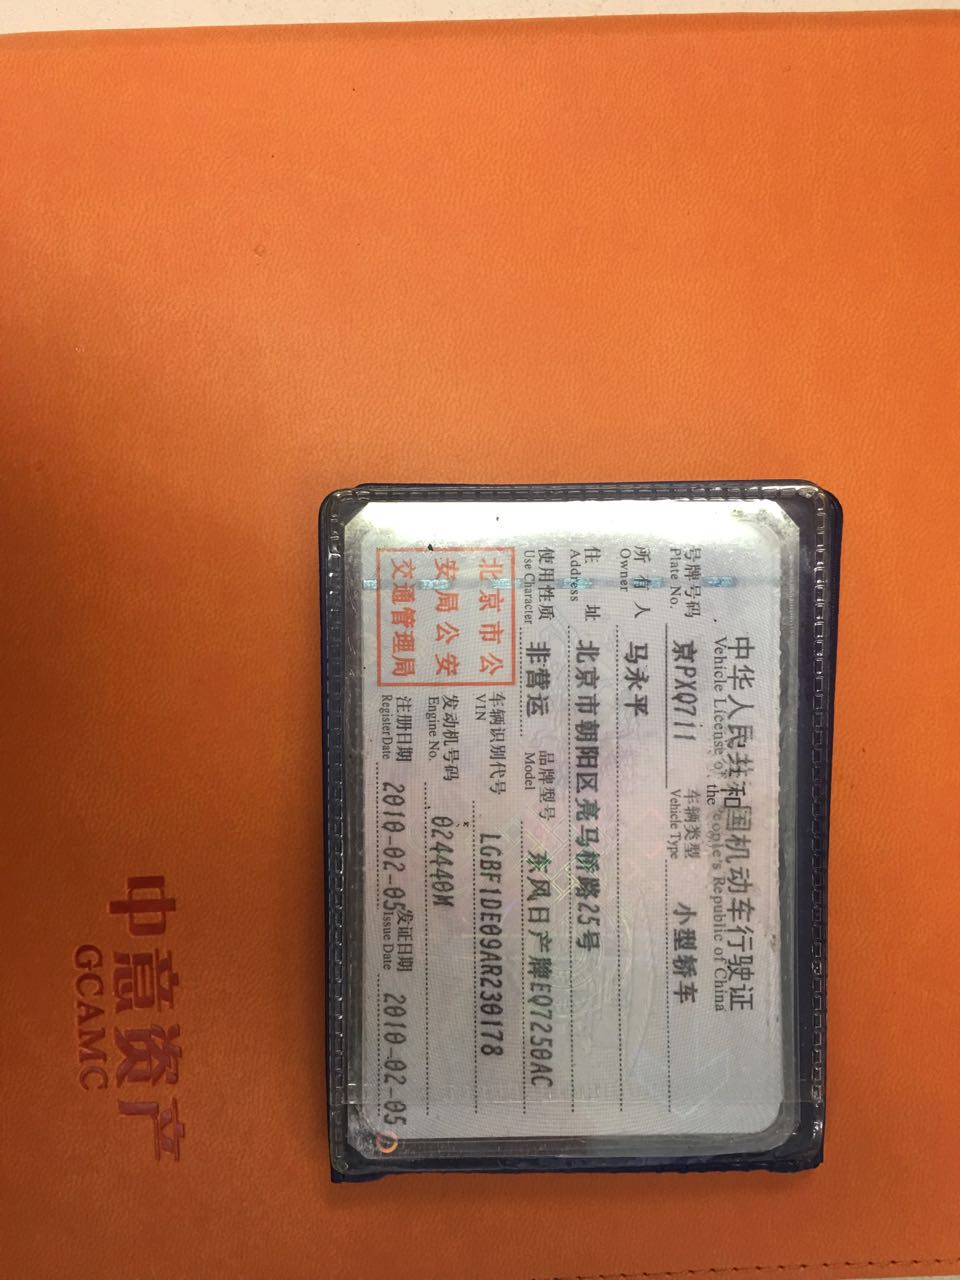 中华人民共和国机动车行驶证
Vehicle License of the People's Republic of China
号牌号码 京PXQ711 车辆类型 小型轿车
Plate No. Vehicle Type
所有人 马永平
Owner
住址 北京市朝阳区亮马桥路25号
Address
使用性质 非营运 品牌型号 东风日产牌EQ7250AC
Use Character Model
北京市公
安局公安
交通管理局
车辆识别代号 LGBF1DE09AR230178
VIN
发动机号码 024440M
Engine No.
注册日期 2010-02-05 发证日期 2010-02-05
Register Date Issue Date
中意资产
GCAMC